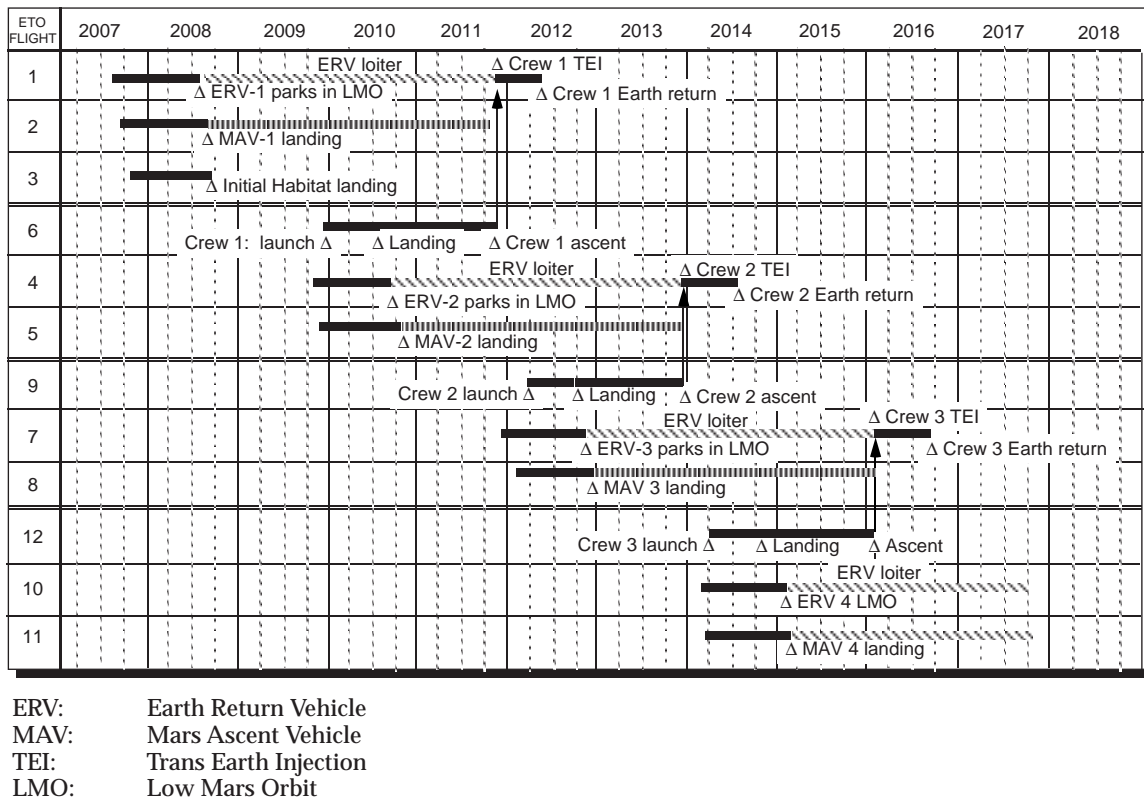 ETO FLIGHT 2007 2008 2009 2010 2011 2012 2013 2014 2015 2016 2017 2018
1 ERV loiter Δ Crew 1 TEI
Δ ERV-1 parks in LMO Δ Crew 1 Earth return
2 Δ MAV-1 landing
3 Δ Initial Habitat landing
6 Crew 1: launch Δ Δ Landing Δ Crew 1 ascent
4 ERV loiter Δ Crew 2 TEI
Δ ERV-2 parks in LMO Δ Crew 2 Earth return
5 Δ MAV-2 landing
9 Crew 2 launch Δ Δ Landing Δ Crew 2 ascent
7 ERV loiter Δ Crew 3 TEI
Δ ERV-3 parks in LMO Δ Crew 3 Earth return
8 Δ MAV 3 landing
12 Crew 3 launch Δ Δ Landing Δ Ascent
10 ERV loiter
Δ ERV 4 LMO
11 Δ MAV 4 landing
ERV: Earth Return Vehicle
MAV: Mars Ascent Vehicle
TEI: Trans Earth Injection
LMO: Low Mars Orbit